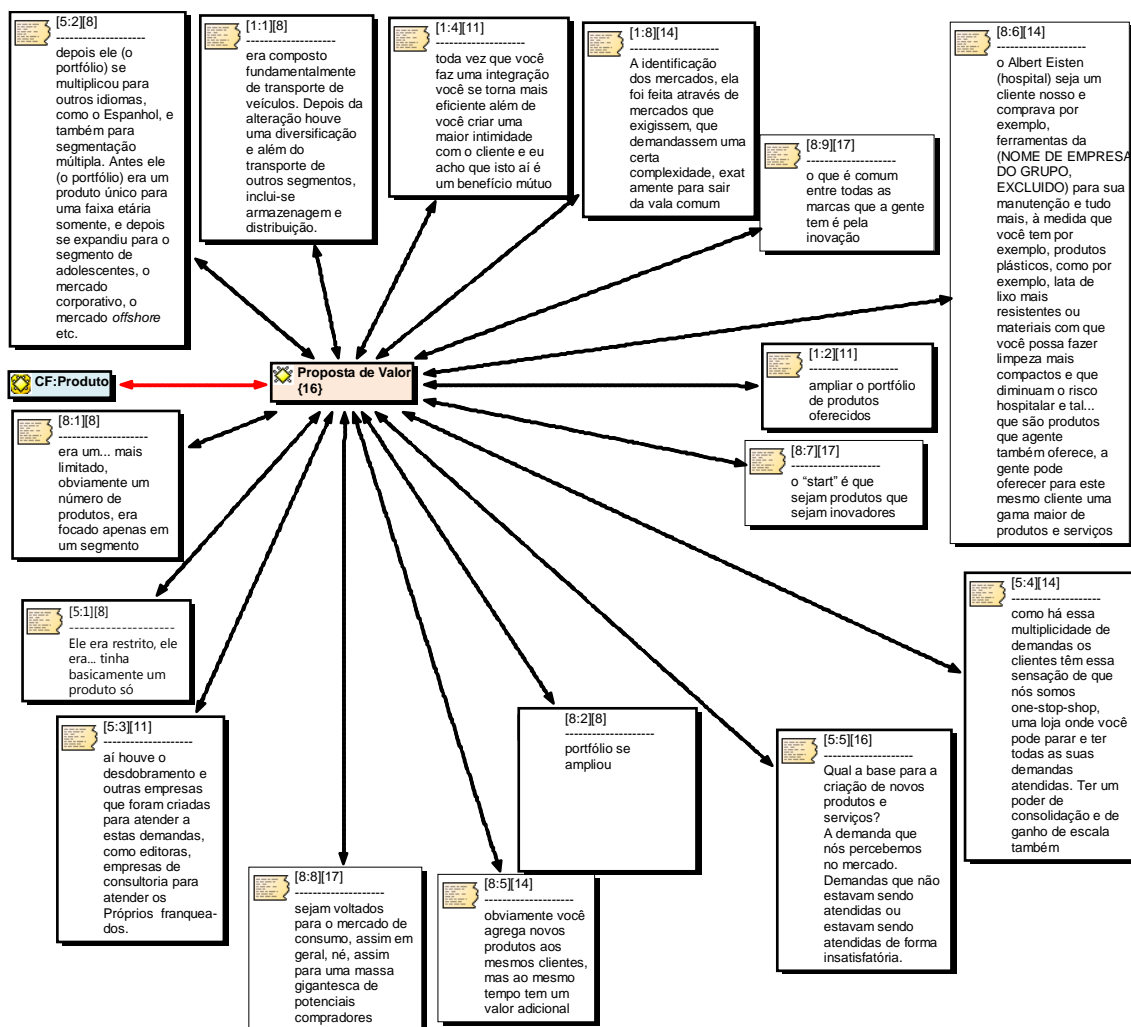 [5:2][8]
--------------------
depois ele (o
portfólio) se
multiplicou para
outros idiomas,
como o Espanhol, e
também para
segmentação
múltipla. Antes ele
(o portfólio) era um
produto único para
uma faixa etária
somente, e depois
se expandiu para o
segmento de
adolescentes, o
mercado
corporativo, o
mercado offshore
etc.
[1:1][8]
--------------------
era composto
fundamentalmente
de transporte de
veículos. Depois da
alteração houve
uma diversificação
e além do
transporte de
outros segmentos,
inclui-se
armazenagem e
distribuição.
[1:4][11]
--------------------
toda vez que você
faz uma integração
você se torna mais
eficiente além de
você criar uma
maior intimidade
com o cliente e eu
acho que isto aí é
um benefício mútuo
[1:8][14]
--------------------
A identificação
dos mercados, ela
foi feita através de
mercados que
exigissem, que
demandassem uma
certa
complexidade, exat
amente para sair
da vala comum
[8:9][17]
--------------------
o que é comum
entre todas as
marcas que a gente
tem é pela
inovação
[8:6][14]
--------------------
o Albert Eisten
(hospital) seja um
cliente nosso e
comprava por
exemplo,
ferramentas da
(NOME DE EMPRESA
DO GRUPO,
EXCLUIDO) para sua
manutenção e tudo
mais, à medida que
você tem por
exemplo, produtos
plásticos, como por
exemplo, lata de
lixo mais
resistentes ou
materiais com que
você possa fazer
limpeza mais
compactos e que
diminuam o risco
hospitalar e tal...
que são produtos
que agente
também oferece, a
gente pode
oferecer para este
mesmo cliente uma
gama maior de
produtos e serviços
CF:Produto
Proposta de Valor
{16}
[1:2][11]
--------------------
ampliar o portfólio
de produtos
oferecidos
[8:1][8]
--------------------
era um... mais
limitado,
obviamente um
número de
produtos, era
focado apenas em
um segmento
[8:7][17]
--------------------
o “start” é que
sejam produtos que
sejam inovadores
[5:1][8]
--------------------
Ele era restrito, ele
era... tinha
basicamente um
produto só
[5:4][14]
--------------------
como há essa
multiplicidade de
demandas os
clientes têm essa
sensação de que
nós somos
one-stop-shop,
uma loja onde você
pode parar e ter
todas as suas
demandas
atendidas. Ter um
poder de
consolidação e de
ganho de escala
também
[5:3][11]
--------------------
aí houve o
desdobramento e
outras empresas
que foram criadas
para atender a
estas demandas,
como editoras,
empresas de
consultoria para
atender os
Próprios franquea-
dos.
[8:2][8]
--------------------
portfólio se
ampliou
[5:5][16]
--------------------
Qual a base para a
criação de novos
produtos e
serviços?
A demanda que
nós percebemos
no mercado.
Demandas que não
estavam sendo
atendidas ou
estavam sendo
atendidas de forma
insatisfatória.
[8:8][17]
--------------------
sejam voltados
para o mercado de
consumo, assim em
geral, né, assim
para uma massa
gigantesca de
potenciais
compradores
[8:5][14]
--------------------
obviamente você
agrega novos
produtos aos
mesmos clientes,
mas ao mesmo
tempo tem um
valor adicional